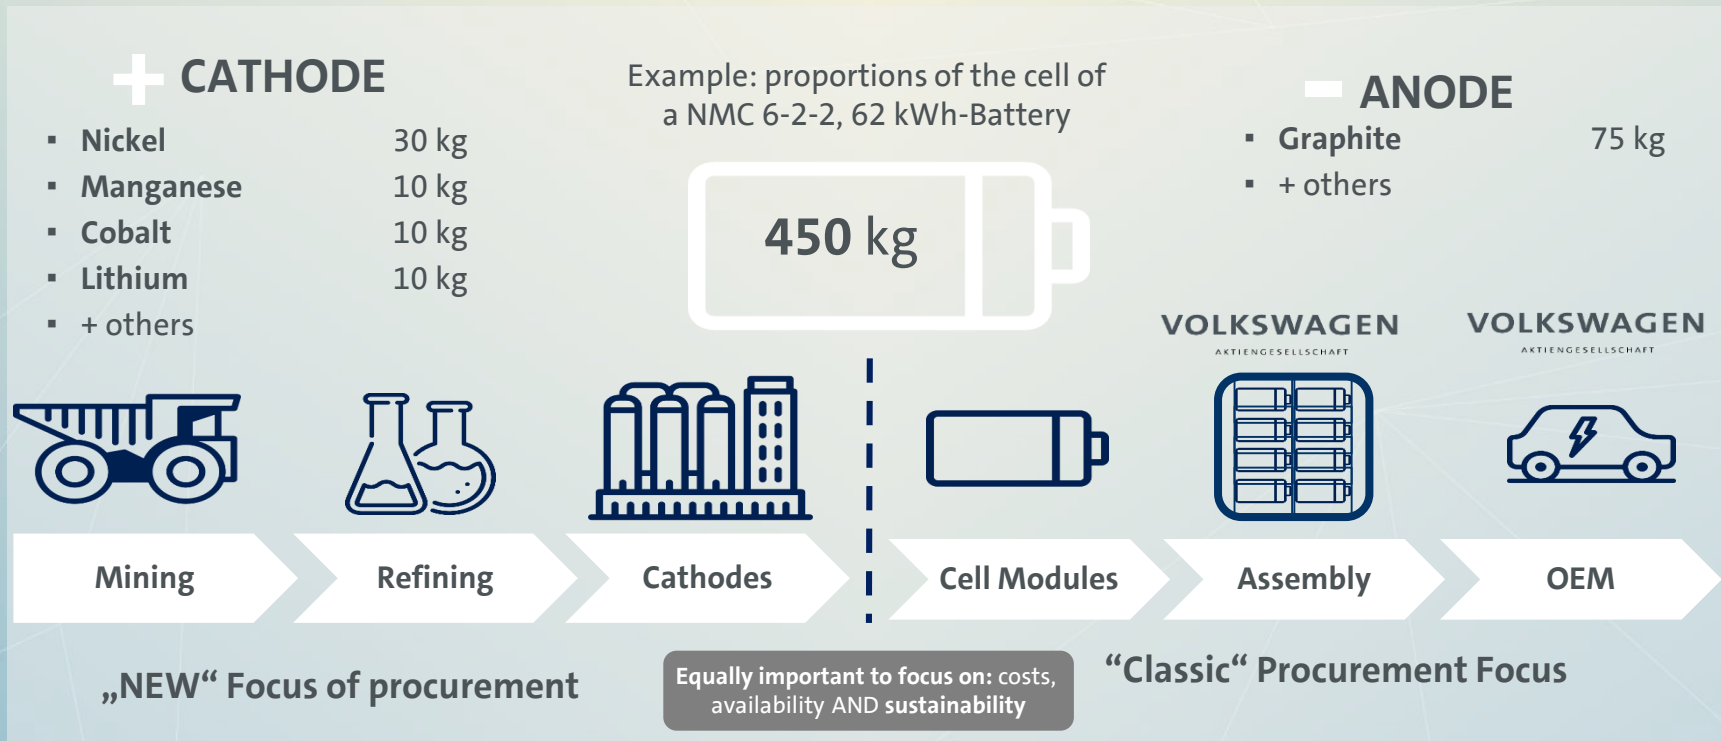 CATHODE
▪ Nickel 30 kg
▪ Manganese 10 kg
▪ Cobalt 10 kg
▪ Lithium 10 kg
▪ + others
Example: proportions of the cell of
a NMC 6-2-2, 62 kWh-Battery
450 kg
ANODE
▪ Graphite 75 kg
▪ + others
VOLKSWAGEN
AKTIENGESELLSCHAFT
VOLKSWAGEN
AKTIENGESELLSCHAFT
Mining
Refining
Cathodes
Cell Modules
Assembly
OEM
„NEW“ Focus of procurement
Equally important to focus on: costs,
availability AND sustainability
“Classic“ Procurement Focus